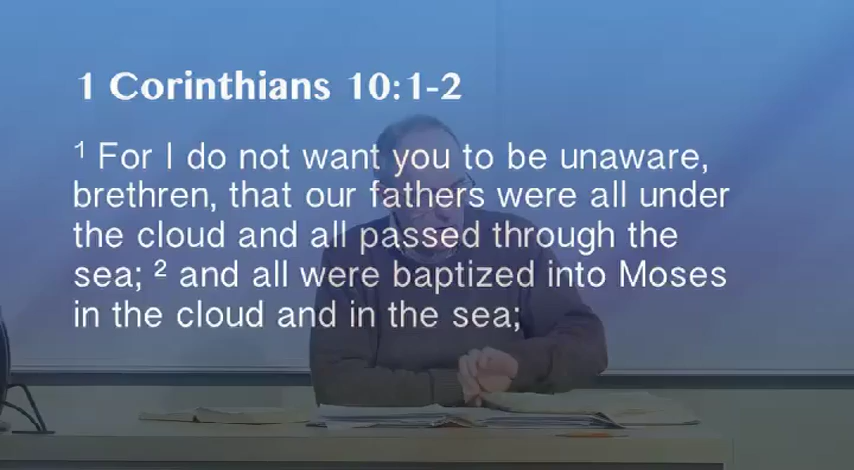 1 Corinthians 10:1-2
¹ For I do not want you to be unaware,
brethren, that our fathers were all under
the cloud and all passed through the
sea; ² and all were baptized into Moses
in the cloud and in the sea;